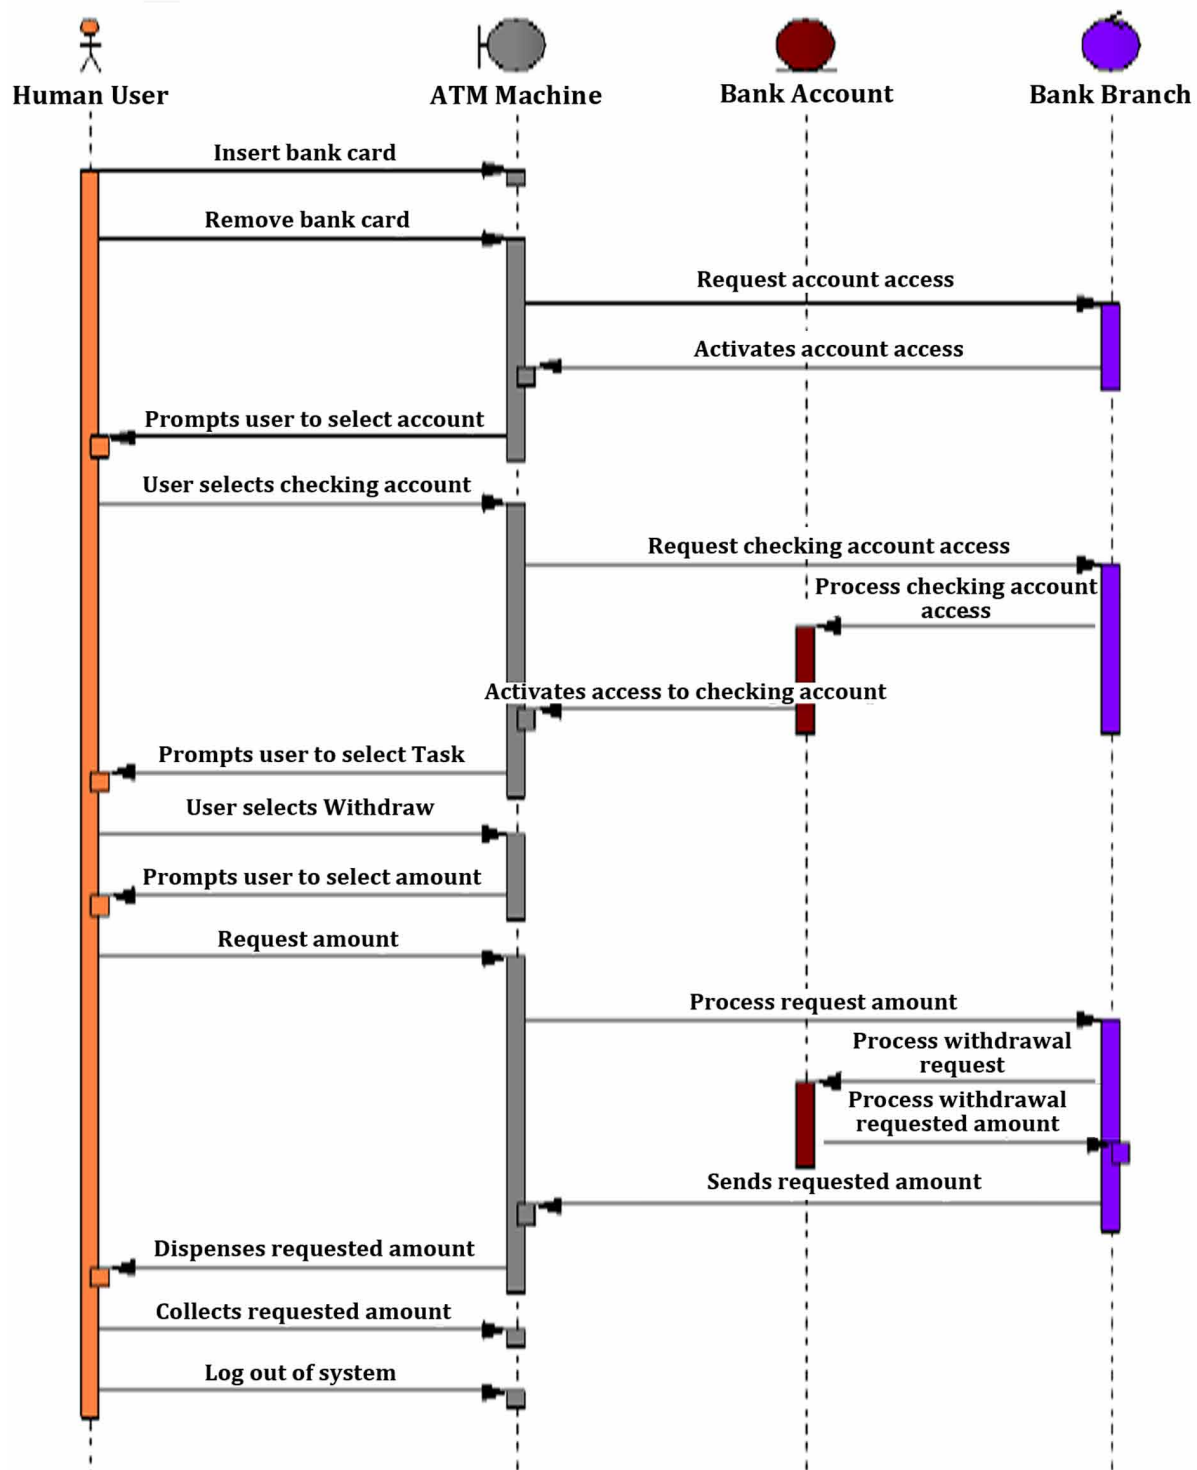 Human User
ATM Machine
Bank Account
Bank Branch
Insert bank card
Remove bank card
Request account access
Activates account access
Prompts user to select account
User selects checking account
Request checking account access
Process checking account
access
Activates access to checking account
Prompts user to select Task
User selects Withdraw
Prompts user to select amount
Request amount
Process request amount
Process withdrawal
request
Process withdrawal
requested amount
Sends requested amount
Dispenses requested amount
Collects requested amount
Log out of system